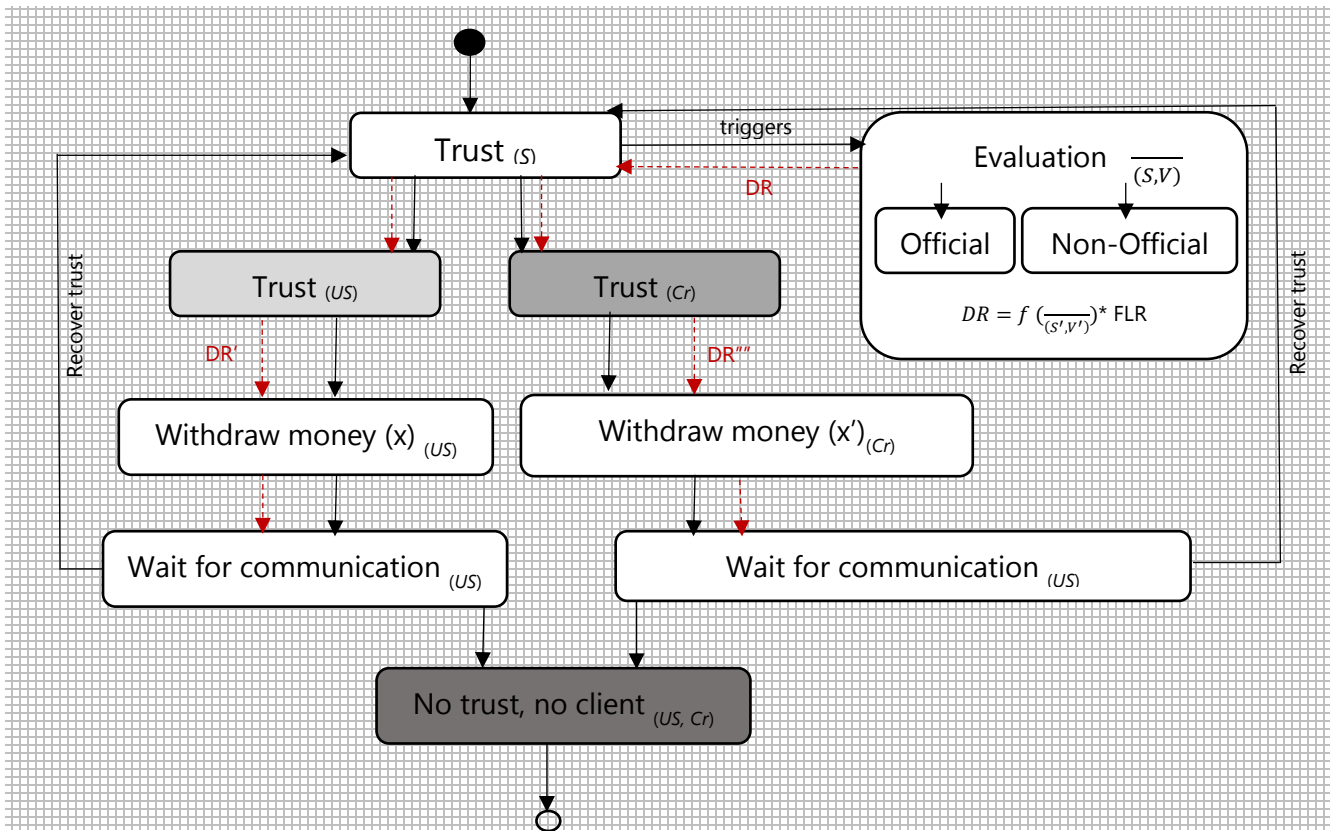 triggers
Trust (S)
Evaluation (S,V)
DR
Official
Non-Official
Trust (US)
Trust (Cr)
DR = f ((S′,V′))* FLR
Recover trust
Recover trust
DR'
DR""
Withdraw money (x) (US)
Withdraw money (x′)(Cr)
Wait for communication (US)
Wait for communication (US)
No trust, no client (US, Cr)